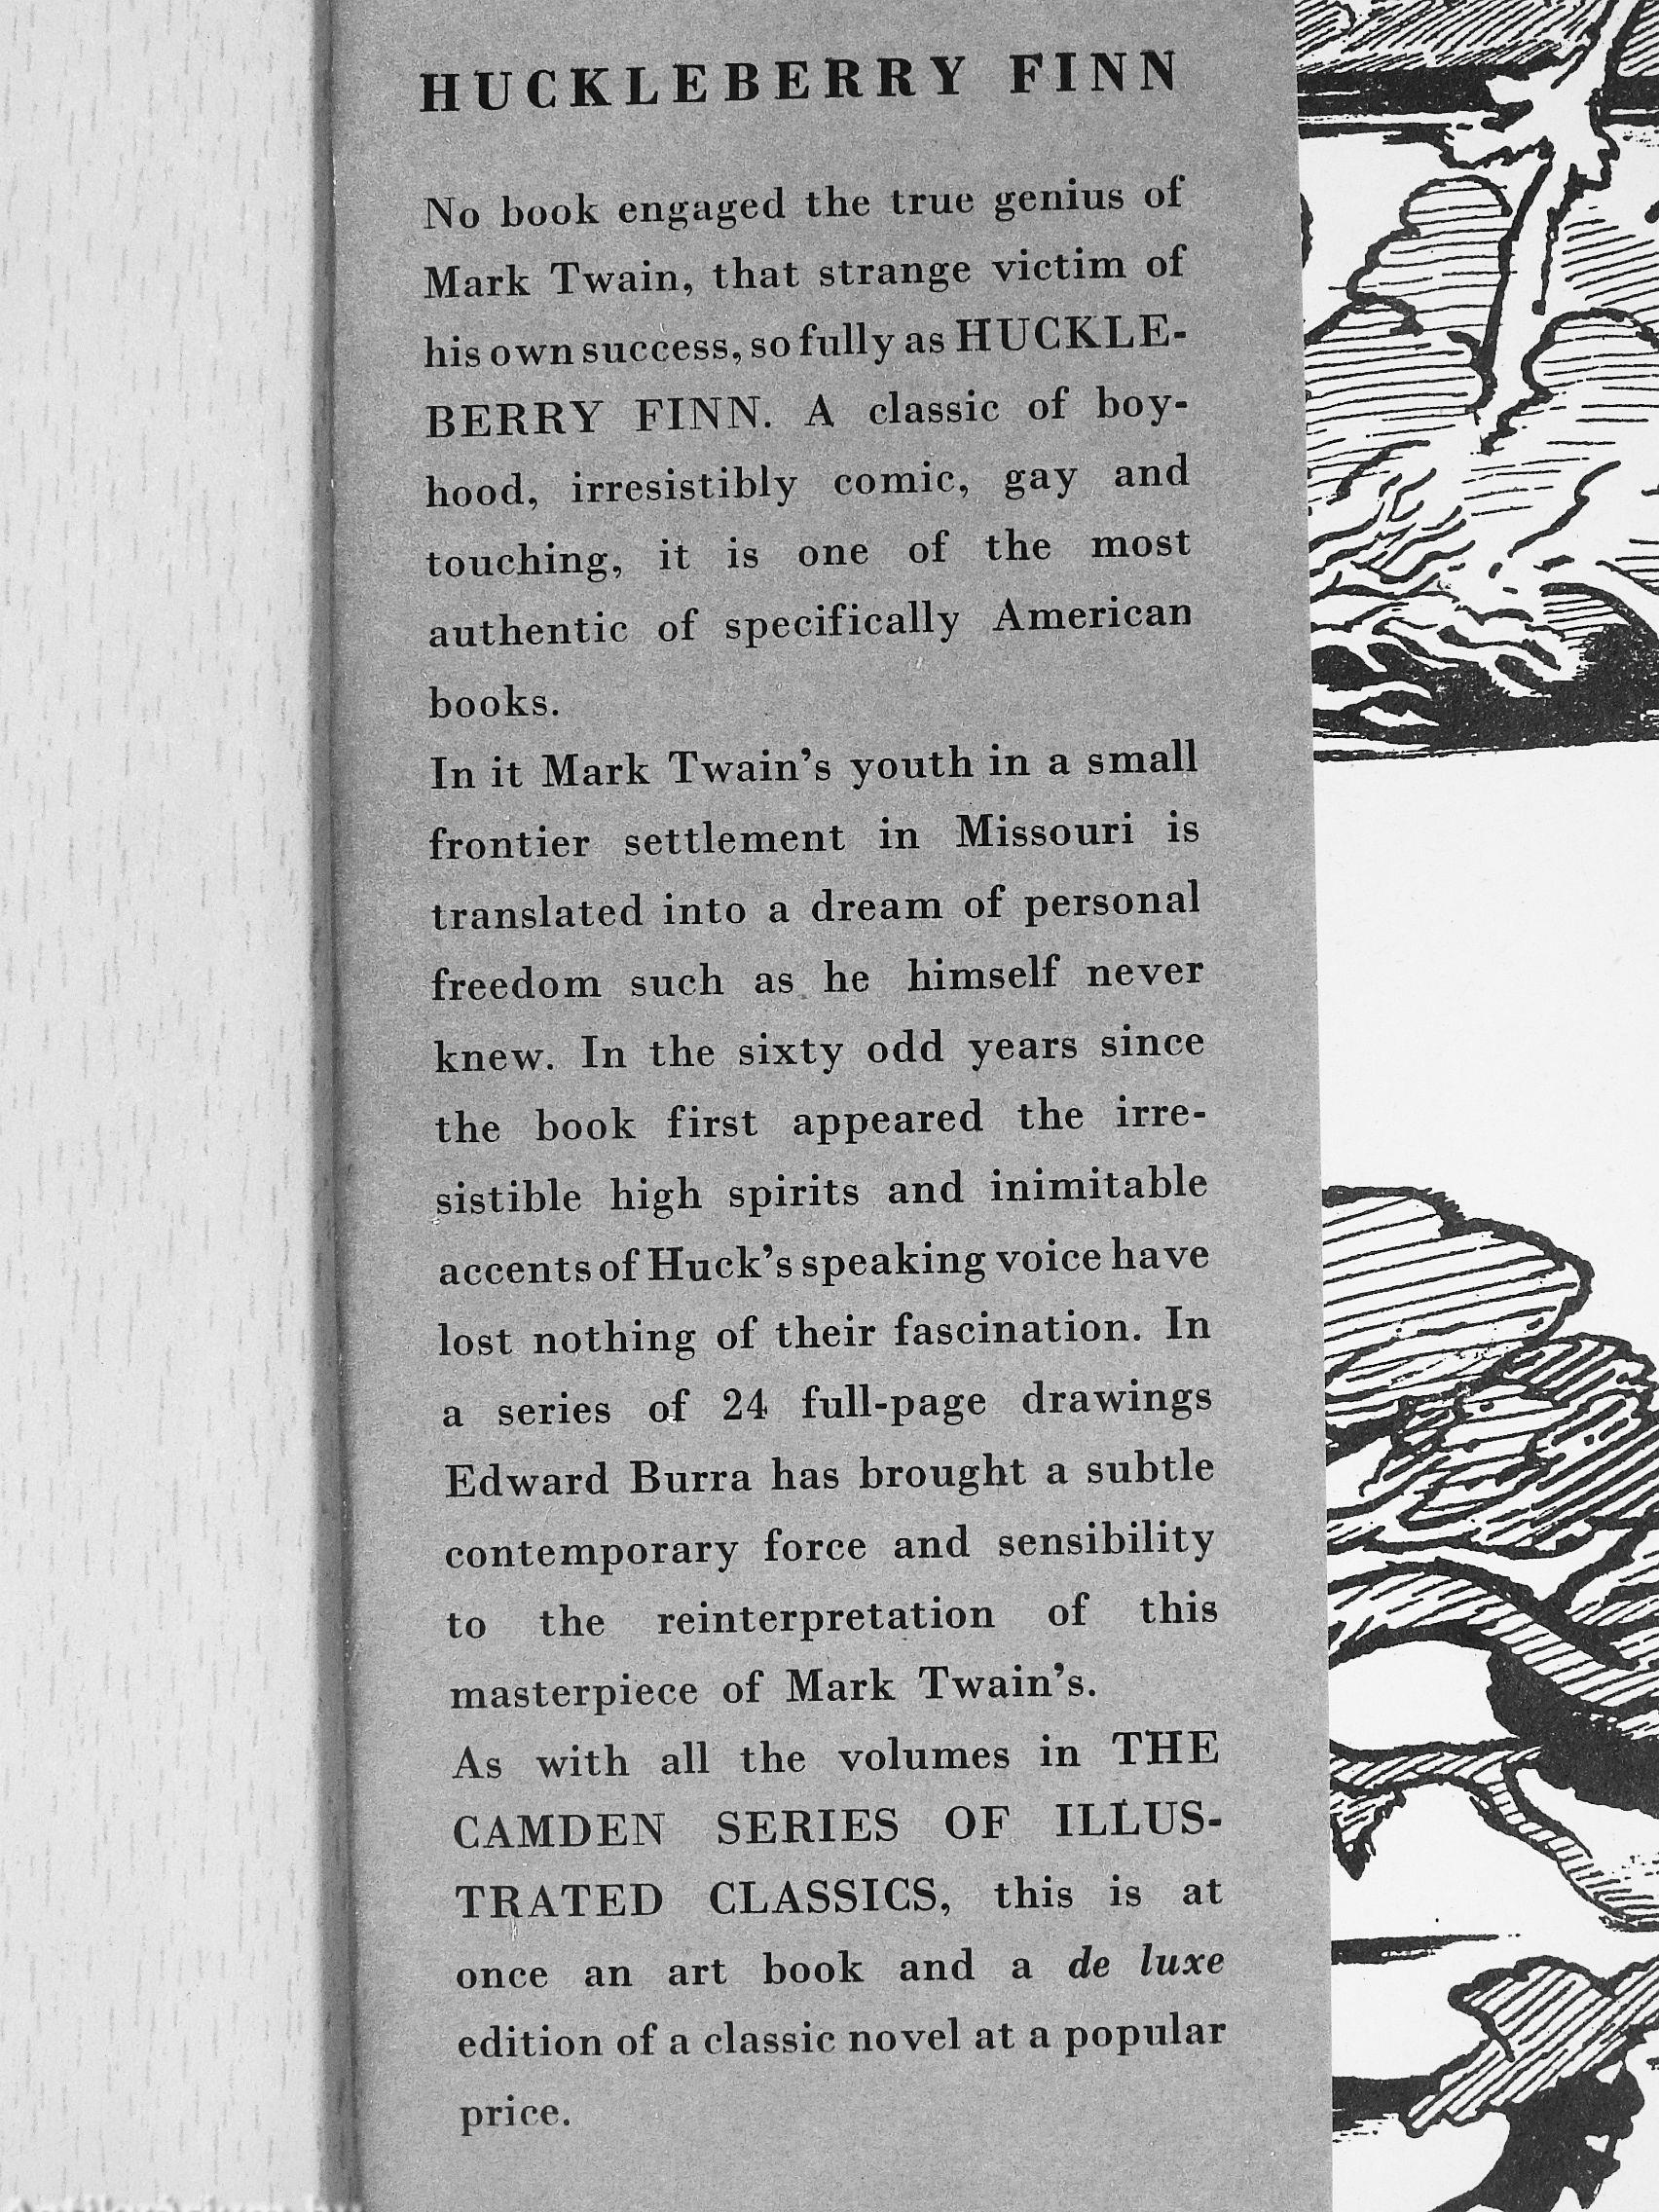 HUCKLEBERRY FINN
No book engaged the true genius of
Mark Twain, that strange victim of
his own success, so fully as HUCKLE-
BERRY FINN. A classic of boy-
hood, irresistibly comic, gay and
touching, it is one of the most
authentic of specifically American
books.
In it Mark Twain's youth in a small
frontier settlement in Missouri is
translated into a dream of personal
freedom such as he himself never
knew. In the sixty odd years since
the book first appeared the irre-
sistible high spirits and inimitable
accents of Huck's speaking voice have
lost nothing of their fascination. In
a series of 24 full-page drawings
Edward Burra has brought a subtle
contemporary force and sensibility
to the reinterpretation of this
masterpiece of Mark Twain's.
As with all the volumes in THE
CAMDEN SERIES OF ILLUS-
TRATED CLASSICS, this is at
once an art book and a de luxe
edition of a classic novel at a popular
price.